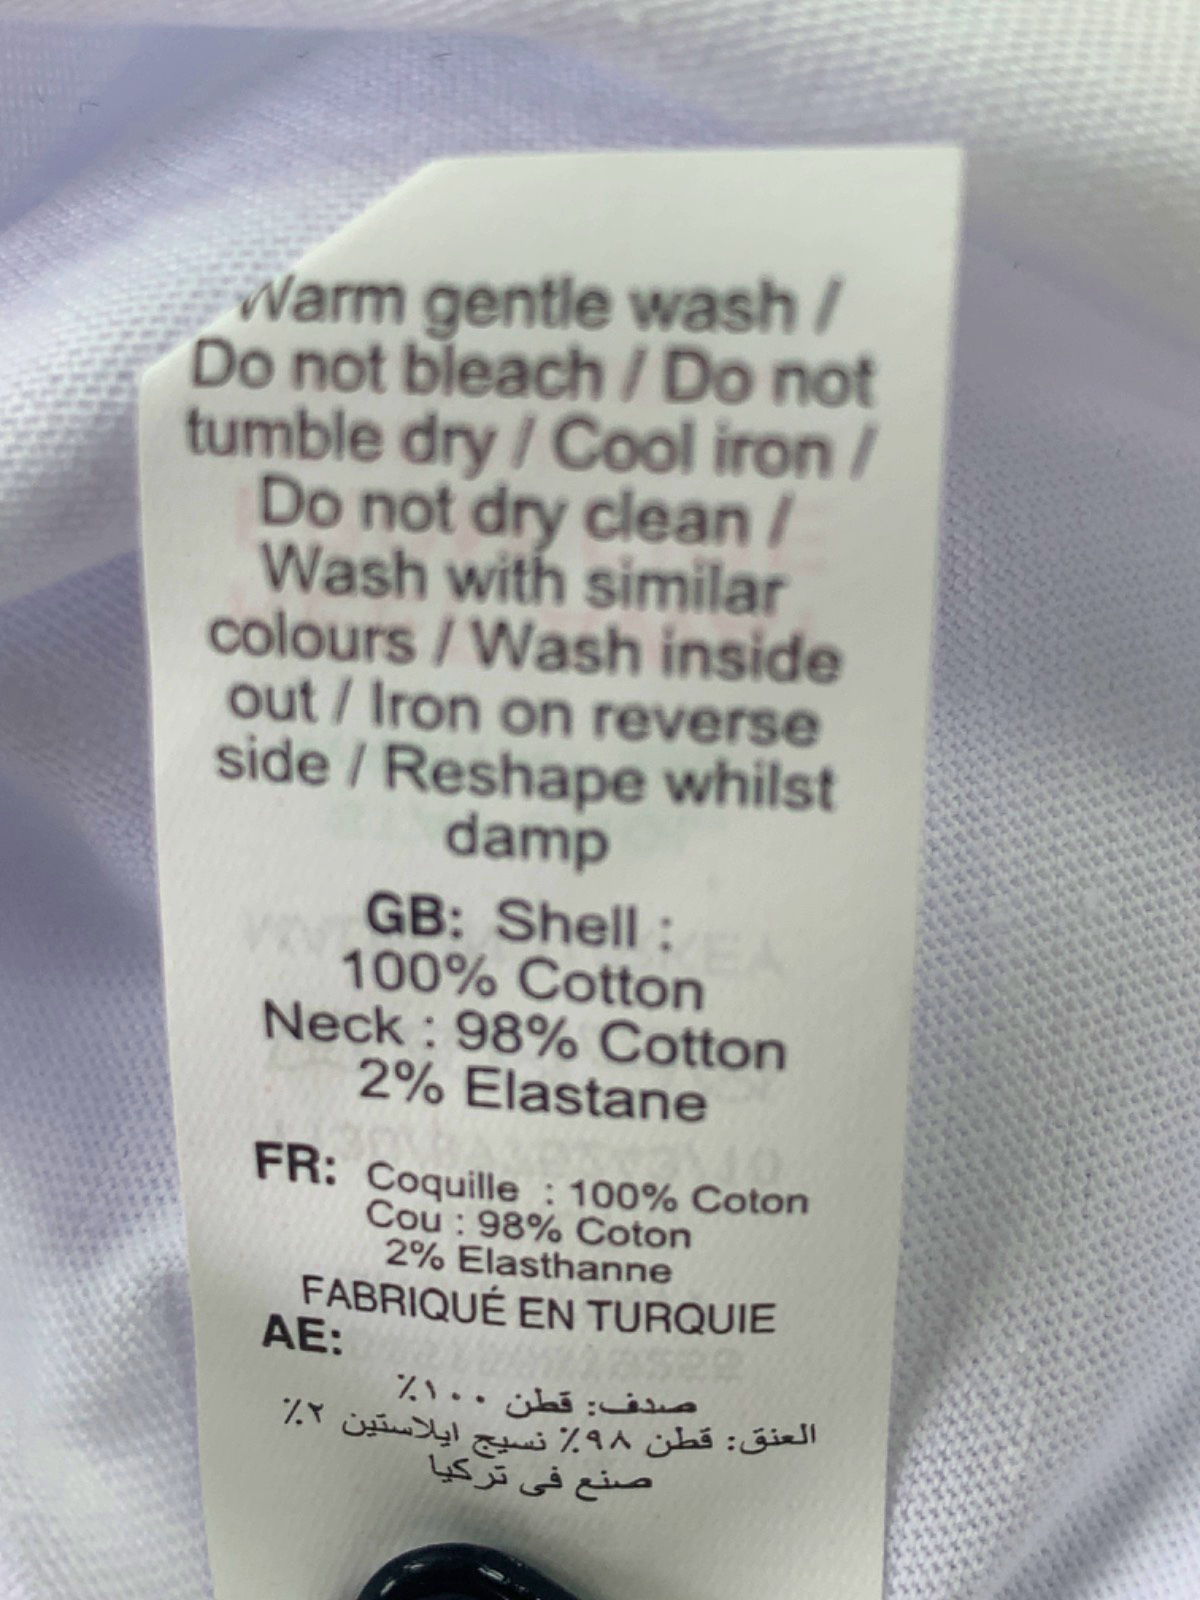 Warm gentle wash /
Do not bleach / Do not
tumble dry / Cool iron /
Do not dry clean /
Wash with similar
colours / Wash inside
out / Iron on reverse
side / Reshape whilst
damp
GB: Shell :
100% Cotton
Neck : 98% Cotton
2% Elastane
FR: Coquille : 100% Coton
Cou : 98% Coton
2% Elasthanne
FABRIQUÉ EN TURQUIE
AE:
صدف: قطن ١٠٠٪
العنق: قطن ٩٨٪ نسيج ايلاستين ٢٪
صنع فى تركيا